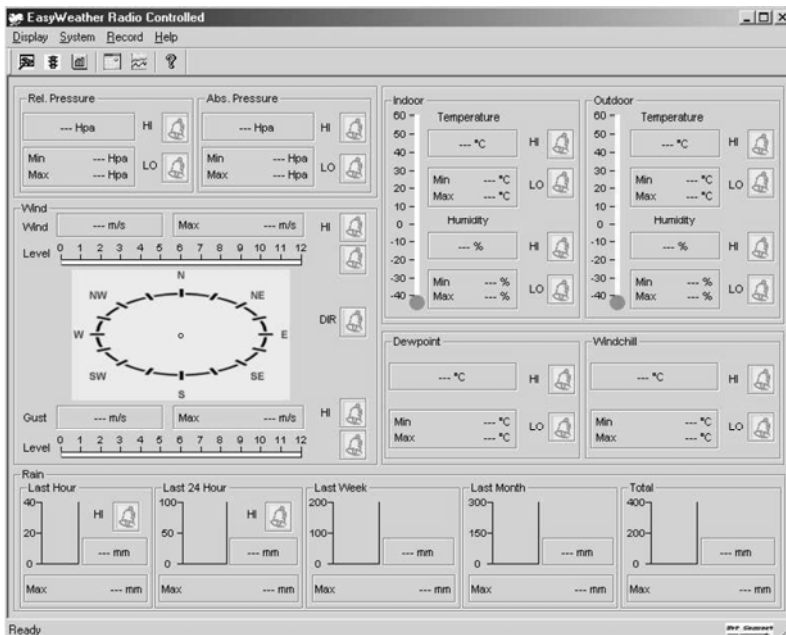 EasyWeather Radio Controlled
Display System Record Help
Rel. Pressure
--- Hpa
HI
Min --- Hpa
Max --- Hpa
LO
Abs. Pressure
--- Hpa
HI
Min --- Hpa
Max --- Hpa
LO
Indoor
60
50
40
30
20
10
0
-10
-20
-30
-40
Temperature
--- °C
HI
Min --- °C
Max --- °C
LO
Humidity
--- %
HI
Min --- %
Max --- %
LO
Outdoor
60
50
40
30
20
10
0
-10
-20
-30
-40
Temperature
--- °C
HI
Min --- °C
Max --- °C
LO
Humidity
--- %
HI
Min --- %
Max --- %
LO
Wind
Wind --- m/s Max --- m/s HI
Level 0 1 2 3 4 5 6 7 8 9 10 11 12
N
NW NE
W E
SW SE
S
DIR
Gust --- m/s Max --- m/s HI
Level 0 1 2 3 4 5 6 7 8 9 10 11 12
Dewpoint
--- °C
HI
Min --- °C
Max --- °C
LO
Windchill
--- °C
HI
Min --- °C
Max --- °C
LO
Rain
Last Hour
40
20
0
HI
--- mm
Max --- mm
Last 24 Hour
100
50
0
HI
--- mm
Max --- mm
Last Week
200
100
0
--- mm
Max --- mm
Last Month
300
150
0
--- mm
Max --- mm
Total
400
200
0
--- mm
Max --- mm
Ready